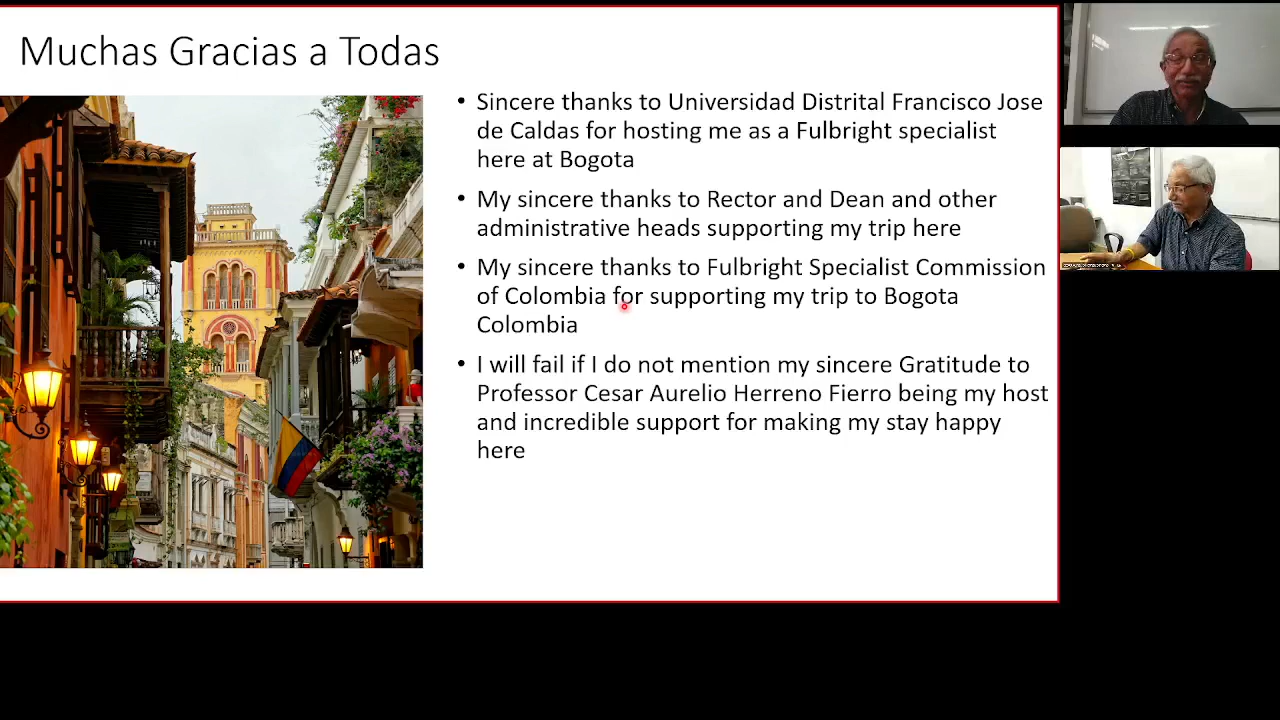 Muchas Gracias a Todas
• Sincere thanks to Universidad Distrital Francisco Jose
de Caldas for hosting me as a Fulbright specialist
here at Bogota
• My sincere thanks to Rector and Dean and other
administrative heads supporting my trip here
• My sincere thanks to Fulbright Specialist Commission
of Colombia for supporting my trip to Bogota
Colombia
• I will fail if I do not mention my sincere Gratitude to
Professor Cesar Aurelio Herreno Fierro being my host
and incredible support for making my stay happy
here